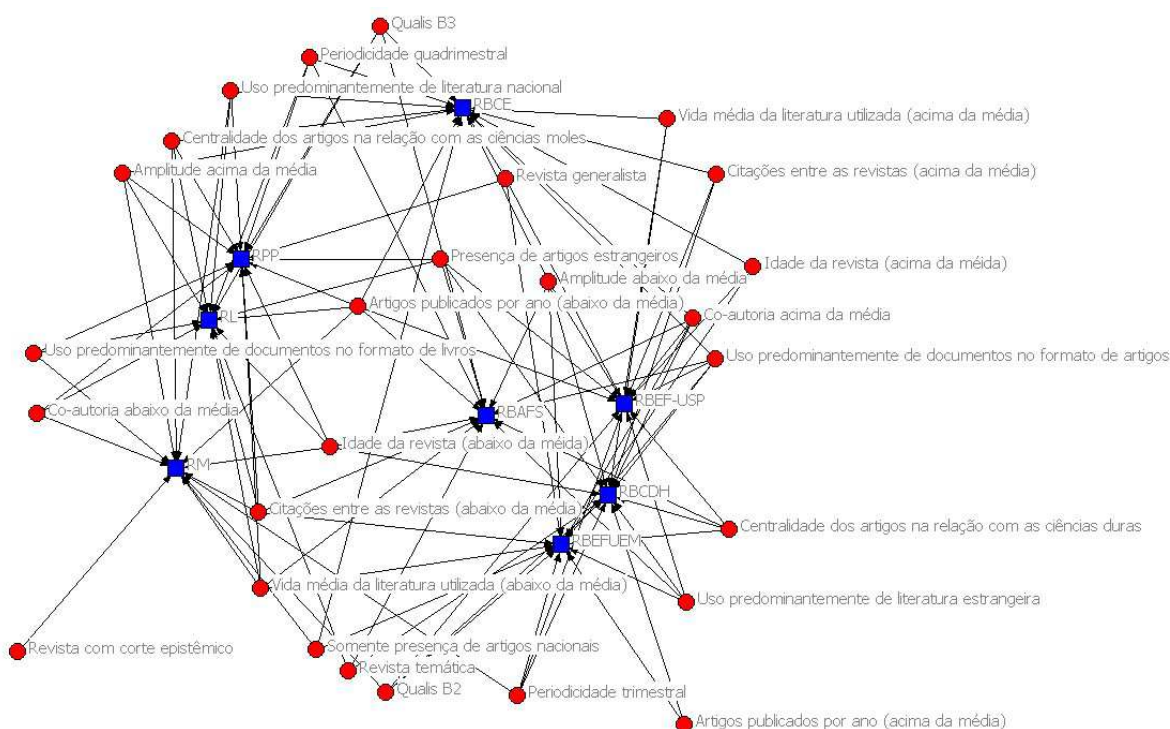 Qualis B3
Periodicidade quadrimestral
Uso predominantemente de literatura nacional
RBCE
Vida média da literatura utilizada (acima da média)
Centralidade dos artigos na relação com as ciências moles
Amplitude acima da média
Revista generalista
Citações entre as revistas (acima da média)
RPP
Presença de artigos estrangeiros
Idade da revista (acima da méida)
Amplitude abaixo da média
Artigos publicados por ano (abaixo da média)
RL
Co-autoria acima da média
Uso predominantemente de documentos no formato de livros
Uso predominantemente de documentos no formato de artigos
Co-autoria abaixo da média
RBAFS
RBEF-USP
Idade da revista (abaixo da méida)
RM
RBCDH
Citações entre as revistas (abaixo da média)
Centralidade dos artigos na relação com as ciências duras
RBEFUEM
Vida média da literatura utilizada (abaixo da média)
Uso predominantemente de literatura estrangeira
Revista com corte epistêmico
Somente presença de artigos nacionais
Revista temática
Qualis B2
Periodicidade trimestral
Artigos publicados por ano (acima da média)